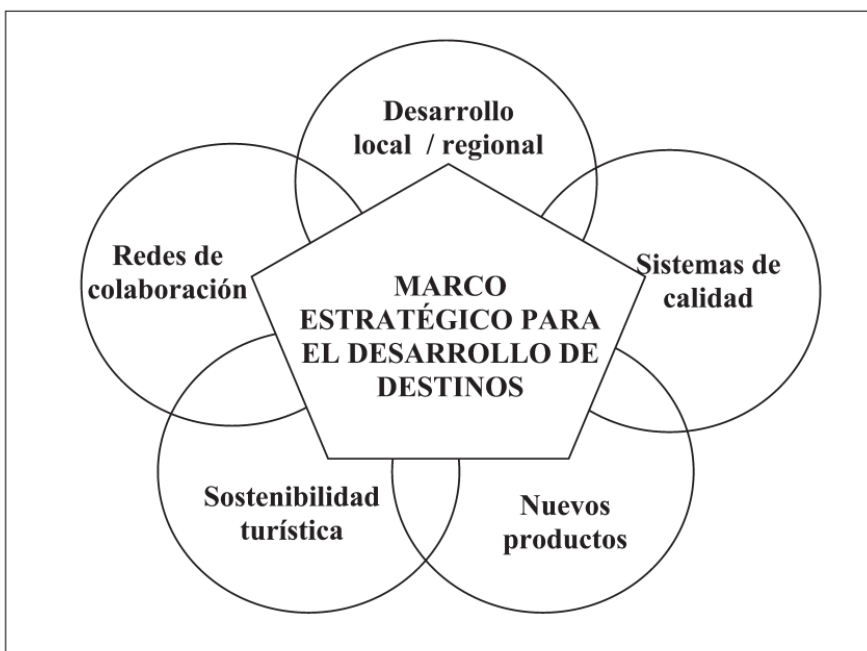 Desarrollo
local / regional
Redes de
colaboración
Sistemas de
calidad
MARCO
ESTRATÉGICO PARA
EL DESARROLLO DE
DESTINOS
Sostenibilidad
turística
Nuevos
productos